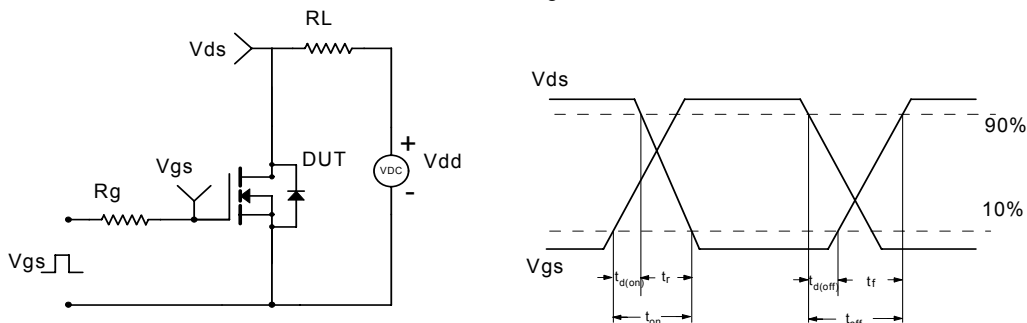 RL
Vds
DUT
Vgs
VDC
+
-
Vdd
Rg
Vgs
Vds
90%
10%
Vgs
td(on)
tr
td(off)
tf
ton
toff